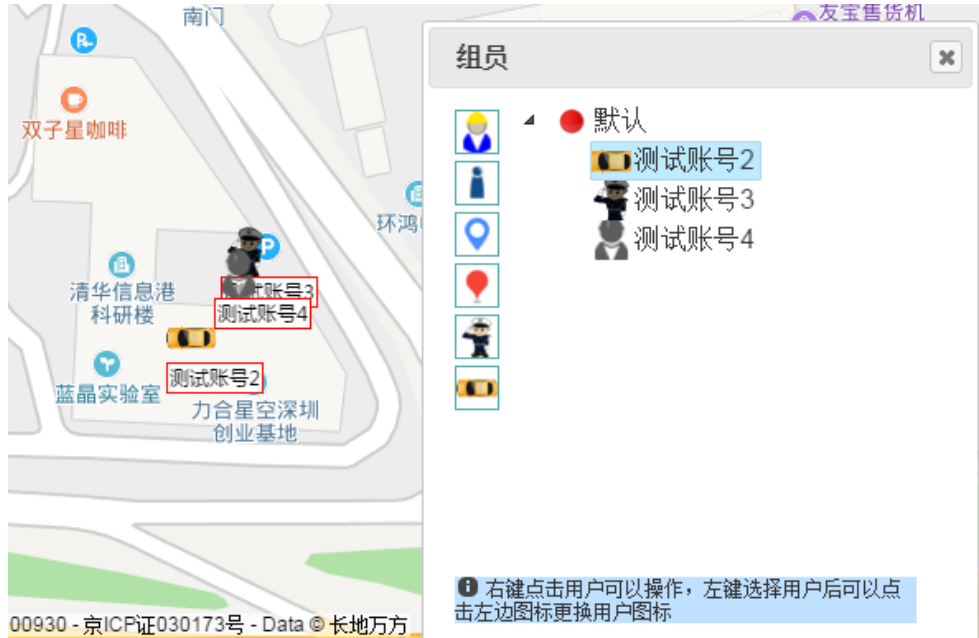 南门
友宝售货机
双子星咖啡
环鸿
清华信息港
科研楼
测试账号3
测试账号4
测试账号2
蓝晶实验室
力合星空深圳
创业基地
00930 - 京ICP证030173号 - Data © 长地万方
组员
默认
测试账号2
测试账号3
测试账号4
右键点击用户可以操作，左键选择用户后可以点
击左边图标更换用户图标